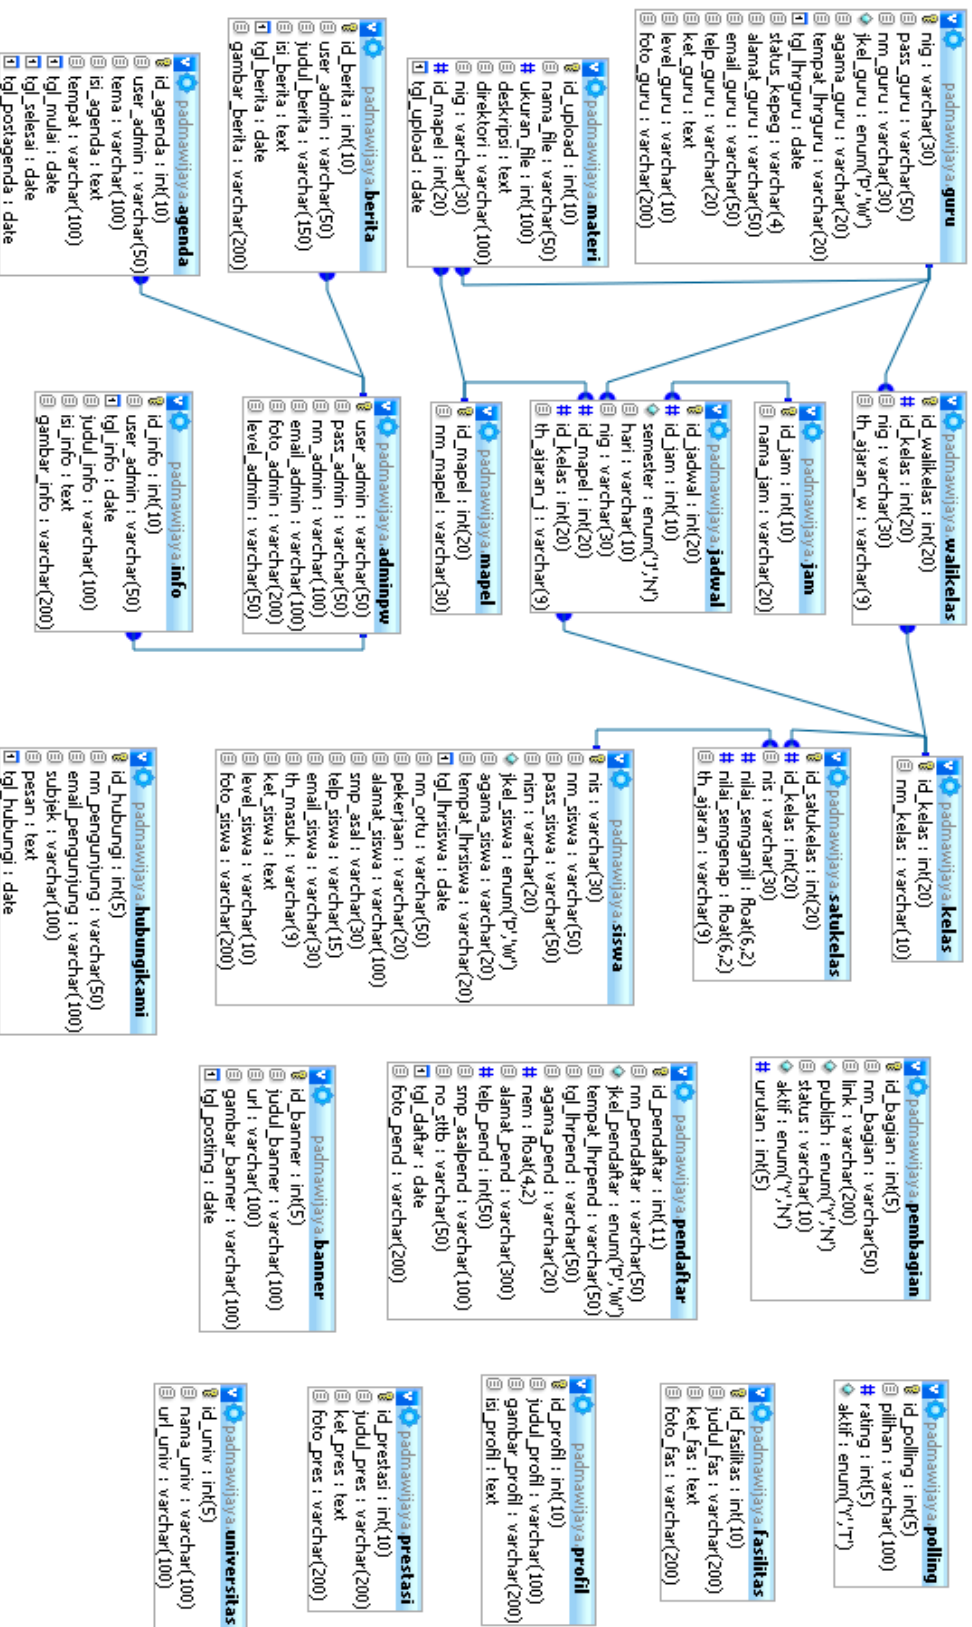 padmawijaya.guru
nig : varchar(30)
pass_guru : varchar(50)
nm_guru : varchar(30)
jkel_guru : enum('P','W')
agama_guru : varchar(20)
tempat_lhrguru : varchar(20)
tgl_lhrguru : date
status_kepeg : varchar(4)
alamat_guru : varchar(50)
email_guru : varchar(50)
telp_guru : varchar(20)
ket_guru : text
level_guru : varchar(10)
foto_guru : varchar(200)
padmawijaya.materi
id_upload : int(10)
nama_file : varchar(50)
ukuran_file : int(100)
deskripsi : text
direktori : varchar(100)
nig : varchar(30)
id_mapel : int(20)
tgl_upload : date
padmawijaya.berita
id_berita : int(10)
user_admin : varchar(50)
judul_berita : varchar(150)
isi_berita : text
tgl_berita : date
gambar_berita : varchar(200)
padmawijaya.agenda
id_agenda : int(10)
user_admin : varchar(50)
tema : varchar(100)
isi_agenda : text
tempat : varchar(100)
tgl_mulai : date
tgl_selesai : date
tgl_postagenda : date
padmawijaya.walikelas
id_walikelas : int(20)
id_kelas : int(20)
nig : varchar(30)
th_ajaran_w : varchar(9)
padmawijaya.jam
id_jam : int(10)
nama_jam : varchar(20)
padmawijaya.jadwal
id_jadwal : int(20)
id_jam : int(10)
semester : enum('J','N')
hari : varchar(10)
nig : varchar(30)
id_mapel : int(20)
id_kelas : int(20)
th_ajaran_j : varchar(9)
padmawijaya.mapel
id_mapel : int(20)
nm_mapel : varchar(30)
padmawijaya.adminpw
user_admin : varchar(50)
pass_admin : varchar(50)
nm_admin : varchar(100)
email_admin : varchar(100)
foto_admin : varchar(200)
level_admin : varchar(50)
padmawijaya.info
id_info : int(10)
user_admin : varchar(50)
tgl_info : date
judul_info : varchar(100)
isi_info : text
gambar_info : varchar(200)
padmawijaya.kelas
id_kelas : int(20)
nm_kelas : varchar(10)
padmawijaya.satukelas
id_satukelas : int(20)
id_kelas : int(20)
nis : varchar(30)
nilai_semganjil : float(6,2)
nilai_semgenap : float(6,2)
th_ajaran : varchar(9)
padmawijaya.siswa
nis : varchar(30)
nm_siswa : varchar(50)
pass_siswa : varchar(50)
nisn : varchar(20)
jkel_siswa : enum('P','W')
agama_siswa : varchar(20)
tempat_lhrsiswa : varchar(20)
tgl_lhrsiswa : date
nm_ortu : varchar(50)
pekerjaan : varchar(20)
alamat_siswa : varchar(100)
smp_asal : varchar(30)
telp_siswa : varchar(15)
email_siswa : varchar(30)
th_masuk : varchar(9)
ket_siswa : text
level_siswa : varchar(10)
foto_siswa : varchar(200)
padmawijaya.hubungikami
id_hubungi : int(5)
nm_pengunjung : varchar(50)
email_pengunjung : varchar(100)
subjek : varchar(100)
pesan : text
tgl_hubungi : date
padmawijaya.pembagian
id_bagian : int(5)
nm_bagian : varchar(50)
link : varchar(200)
publish : enum('Y','N')
status : varchar(10)
aktif : enum('Y','N')
urutan : int(5)
padmawijaya.pendaftar
id_pendaftar : int(11)
nm_pendaftar : varchar(50)
jkel_pendaftar : enum('P','W')
tempat_lhrpend : varchar(50)
tgl_lhrpend : varchar(50)
agama_pend : varchar(20)
nem : float(4,2)
alamat_pend : varchar(300)
telp_pend : int(50)
smp_asalpend : varchar(100)
no_sttb : varchar(50)
tgl_daftar : date
foto_pend : varchar(200)
padmawijaya.banner
id_banner : int(5)
judul_banner : varchar(100)
url : varchar(100)
gambar_banner : varchar(100)
tgl_posting : date
padmawijaya.polling
id_polling : int(5)
pilihan : varchar(100)
rating : int(5)
aktif : enum('Y','T')
padmawijaya.fasilitas
id_fasilitas : int(10)
judul_fas : varchar(200)
ket_fas : text
foto_fas : varchar(200)
padmawijaya.profil
id_profil : int(10)
judul_profil : varchar(100)
gambar_profil : varchar(200)
isi_profil : text
padmawijaya.prestasi
id_prestasi : int(10)
judul_pres : varchar(200)
ket_pres : text
foto_pres : varchar(200)
padmawijaya.universitas
id_univ : int(5)
nama_univ : varchar(100)
url_univ : varchar(100)